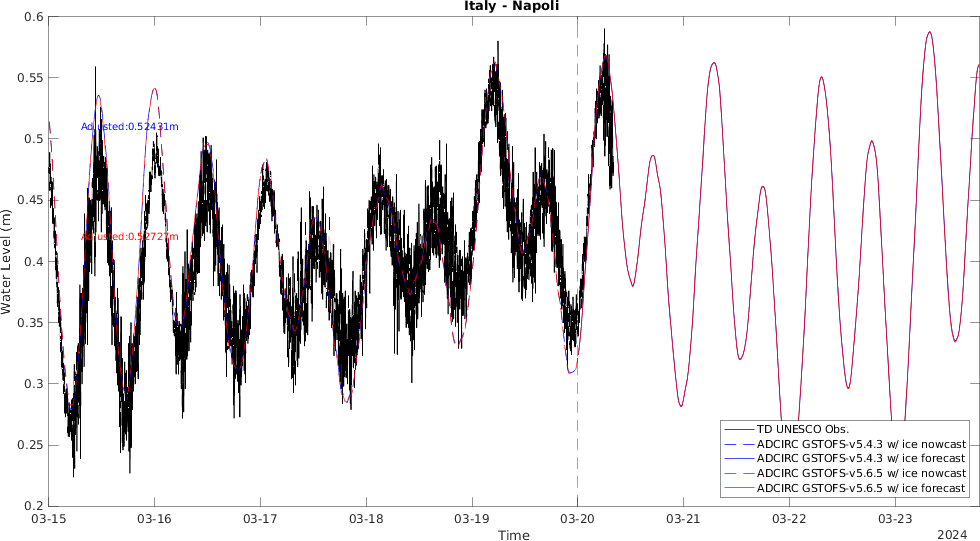 Italy - Napoli
0.6
0.55
0.5
0.45
0.4
0.35
0.3
0.25
0.2
Water Level (m)
Adjusted:0.52431m
Adjusted:0.52727m
TD UNESCO Obs.
ADCIRC GSTOFS-v5.4.3 w/ ice nowcast
ADCIRC GSTOFS-v5.4.3 w/ ice forecast
ADCIRC GSTOFS-v5.6.5 w/ ice nowcast
ADCIRC GSTOFS-v5.6.5 w/ ice forecast
03-15 03-16 03-17 03-18 03-19 03-20 03-21 03-22 03-23
Time
2024